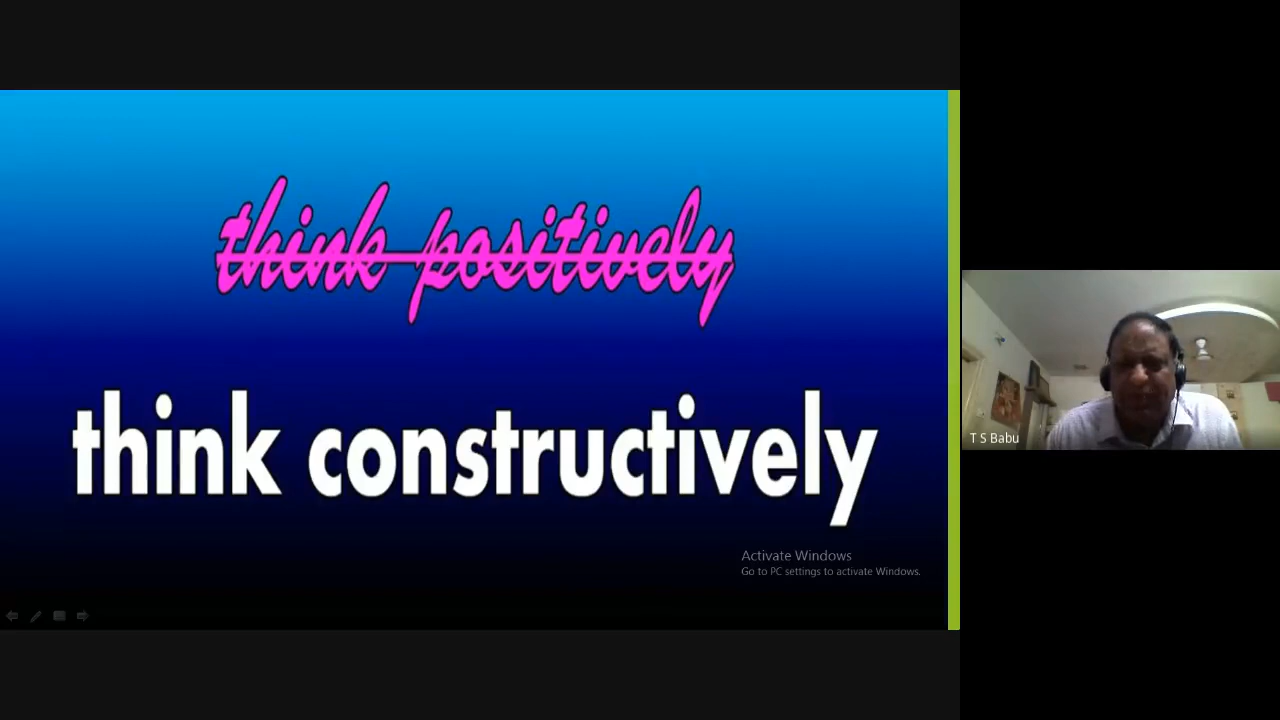 think positively
think constructively
Activate Windows
Go to PC settings to activate Windows.
T S Babu